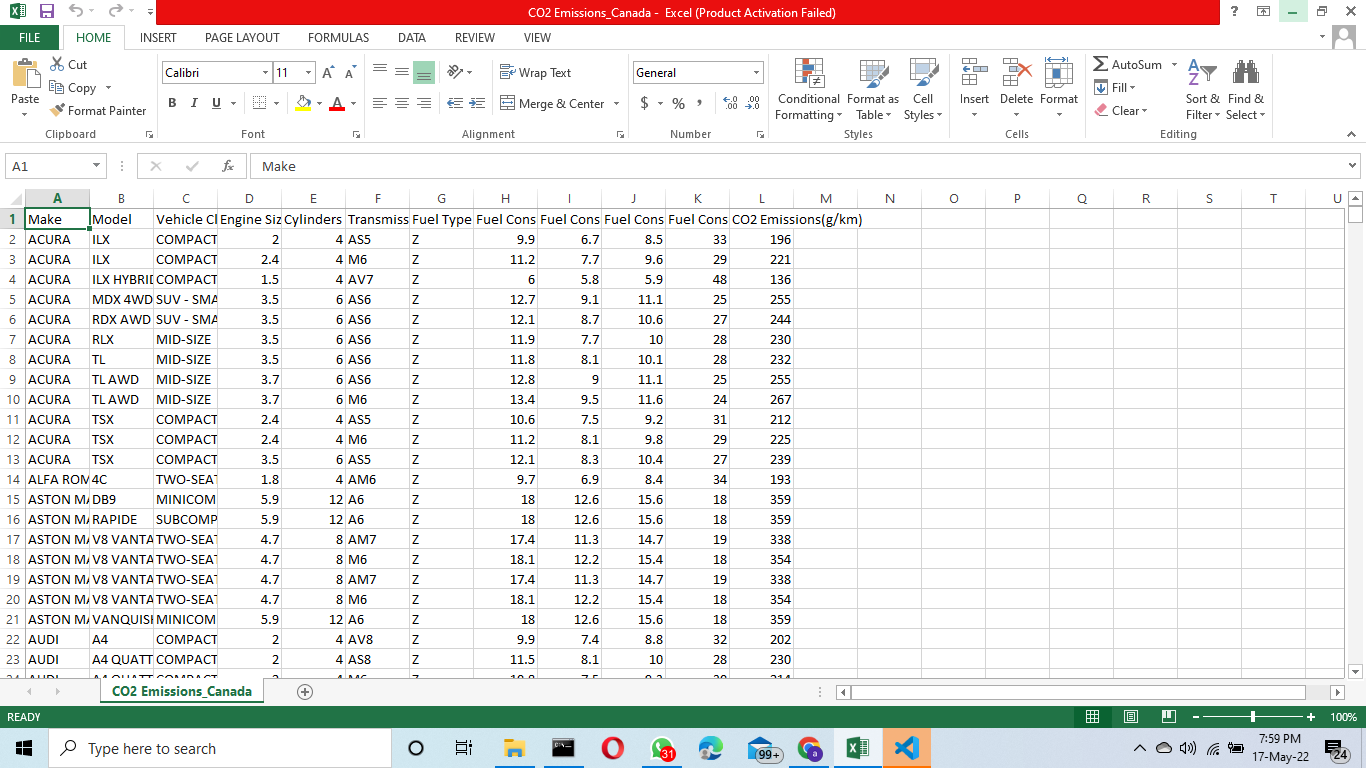 CO2 Emissions_Canada - Excel (Product Activation Failed)
?
FILE HOME INSERT PAGE LAYOUT FORMULAS DATA REVIEW VIEW
Paste
Cut
Copy
Format Painter
Clipboard
Calibri 11
B I U
Font
Wrap Text
Merge & Center
Alignment
General
$ % ,
Number
Conditional Formatting
Format as Table
Cell Styles
Styles
Insert Delete Format
Cells
AutoSum
Fill
Clear
Sort & Filter
Find & Select
Editing
A1 fx Make
A B C D E F G H I J K L M N O P Q R S T U
1 Make Model Vehicle Cl Engine Siz Cylinders Transmiss Fuel Type Fuel Cons Fuel Cons Fuel Cons Fuel Cons CO2 Emissions(g/km)
2 ACURA ILX COMPACT 2 4 AS5 Z 9.9 6.7 8.5 33 196
3 ACURA ILX COMPACT 2.4 4 M6 Z 11.2 7.7 9.6 29 221
4 ACURA ILX HYBRI COMPACT 1.5 4 AV7 Z 6 5.8 5.9 48 136
5 ACURA MDX 4WD SUV - SMA 3.5 6 AS6 Z 12.7 9.1 11.1 25 255
6 ACURA RDX AWD SUV - SMA 3.5 6 AS6 Z 12.1 8.7 10.6 27 244
7 ACURA RLX MID-SIZE 3.5 6 AS6 Z 11.9 7.7 10 28 230
8 ACURA TL MID-SIZE 3.5 6 AS6 Z 11.8 8.1 10.1 28 232
9 ACURA TL AWD MID-SIZE 3.7 6 AS6 Z 12.8 9 11.1 25 255
10 ACURA TL AWD MID-SIZE 3.7 6 M6 Z 13.4 9.5 11.6 24 267
11 ACURA TSX COMPACT 2.4 4 AS5 Z 10.6 7.5 9.2 31 212
12 ACURA TSX COMPACT 2.4 4 M6 Z 11.2 8.1 9.8 29 225
13 ACURA TSX COMPACT 3.5 6 AS5 Z 12.1 8.3 10.4 27 239
14 ALFA ROM 4C TWO-SEAT 1.8 4 AM6 Z 9.7 6.9 8.4 34 193
15 ASTON MA DB9 MINICOM 5.9 12 A6 Z 18 12.6 15.6 18 359
16 ASTON MA RAPIDE SUBCOMP 5.9 12 A6 Z 18 12.6 15.6 18 359
17 ASTON MA V8 VANTA TWO-SEAT 4.7 8 AM7 Z 17.4 11.3 14.7 19 338
18 ASTON MA V8 VANTA TWO-SEAT 4.7 8 M6 Z 18.1 12.2 15.4 18 354
19 ASTON MA V8 VANTA TWO-SEAT 4.7 8 AM7 Z 17.4 11.3 14.7 19 338
20 ASTON MA V8 VANTA TWO-SEAT 4.7 8 M6 Z 18.1 12.2 15.4 18 354
21 ASTON MA VANQUISH MINICOM 5.9 12 A6 Z 18 12.6 15.6 18 359
22 AUDI A4 COMPACT 2 4 AV8 Z 9.9 7.4 8.8 32 202
23 AUDI A4 QUATT COMPACT 2 4 AS8 Z 11.5 8.1 10 28 230
CO2 Emissions_Canada
READY 100%
Type here to search
31
99+
a
7:59 PM
17-May-22
24